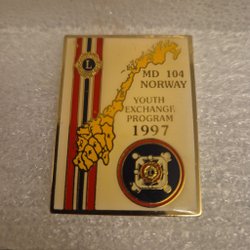 L
MD 104
NORWAY
YOUTH
EXCHANGE
PROGRAM
1997